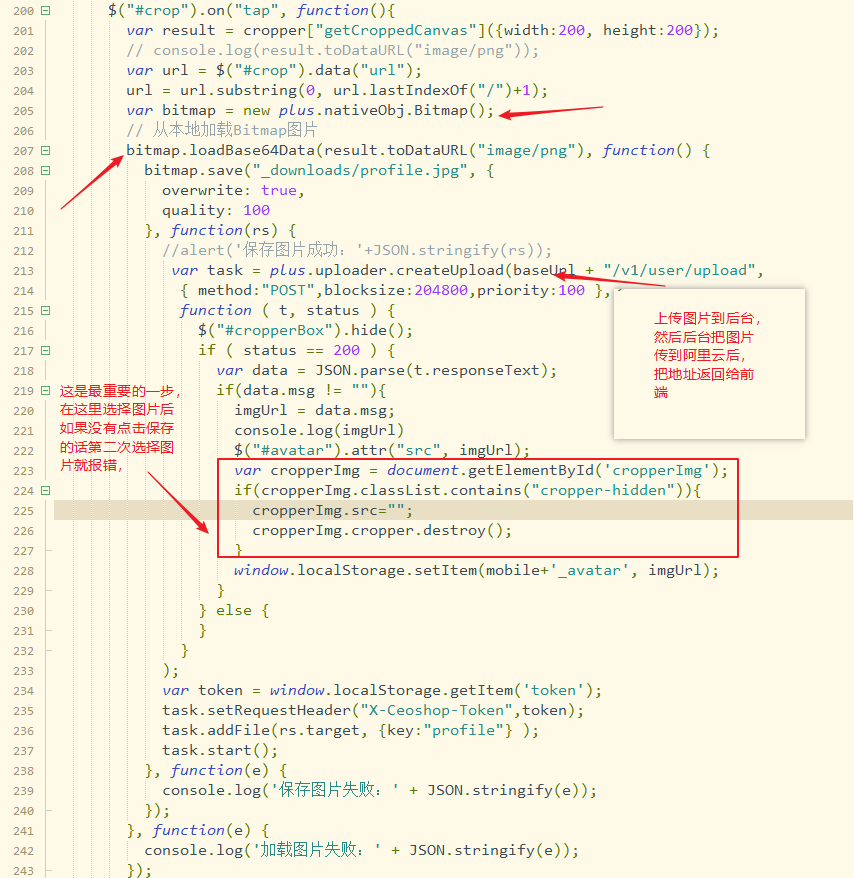 200 $("#crop").on("tap", function(){
201 var result = cropper["getCroppedCanvas"]({width:200, height:200});
202 // console.log(result.toDataURL("image/png"));
203 var url = $("#crop").data("url");
204 url = url.substring(0, url.lastIndexOf("/")+1);
205 var bitmap = new plus.nativeObj.Bitmap();
206 // 从本地加载Bitmap图片
207 bitmap.loadBase64Data(result.toDataURL("image/png"), function() {
208 bitmap.save("_downloads/profile.jpg", {
209 overwrite: true,
210 quality: 100
211 }, function(rs) {
212 //alert('保存图片成功：'+JSON.stringify(rs));
213 var task = plus.uploader.createUpload(baseUrl + "/v1/user/upload",
214 { method:"POST",blocksize:204800,priority:100 },
215 function ( t, status ) {
216 $("#cropperBox").hide();
217 if ( status == 200 ) {
218 var data = JSON.parse(t.responseText);
219 if(data.msg != ""){
220 imgUrl = data.msg;
221 console.log(imgUrl)
222 $("#avatar").attr("src", imgUrl);
223 var cropperImg = document.getElementById('cropperImg');
224 if(cropperImg.classList.contains("cropper-hidden")){
225 cropperImg.src="";
226 cropperImg.cropper.destroy();
227 }
228 window.localStorage.setItem(mobile+'_avatar', imgUrl);
229 }
230 } else {
231 }
232 }
233 );
234 var token = window.localStorage.getItem('token');
235 task.setRequestHeader("X-Ceoshop-Token",token);
236 task.addFile(rs.target, {key:"profile"} );
237 task.start();
238 }, function(e) {
239 console.log('保存图片失败：' + JSON.stringify(e));
240 });
241 }, function(e) {
242 console.log('加载图片失败：' + JSON.stringify(e));
243 });
上传图片到后台，
然后后台把图片
传到阿里云后，
把地址返回给前
端
这是最重要的一步，
在这里选择图片后
如果没有点击保存
的话第二次选择图
片就报错，